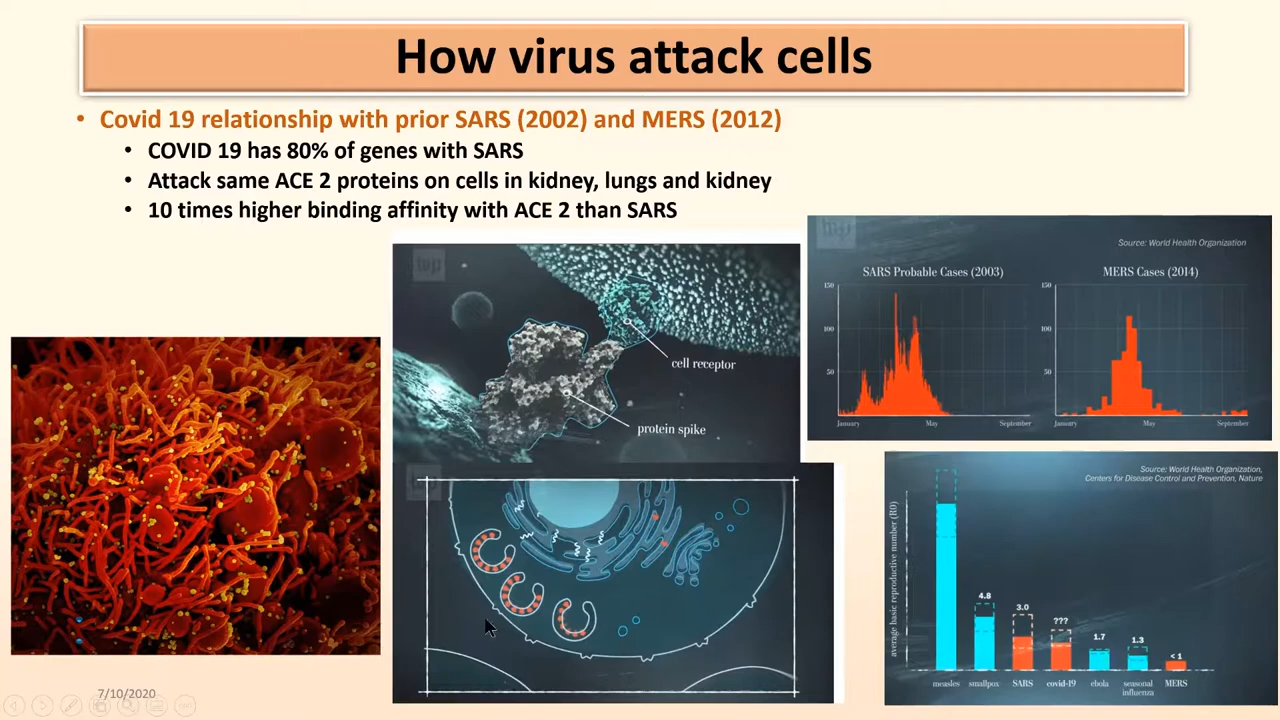 How virus attack cells
• Covid 19 relationship with prior SARS (2002) and MERS (2012)
• COVID 19 has 80% of genes with SARS
• Attack same ACE 2 proteins on cells in kidney, lungs and kidney
• 10 times higher binding affinity with ACE 2 than SARS
cell receptor
protein spike
Source: World Health Organization
SARS Probable Cases (2003)
150
100
50
January May September
MERS Cases (2014)
150
100
50
January May September
Source: World Health Organization,
Centers for Disease Control and Prevention, Nature
average basic reproductive number (R0)
4.8
3.0
???
1.7
1.3
< 1
measles smallpox SARS covid-19 ebola seasonal influenza MERS
7/10/2020